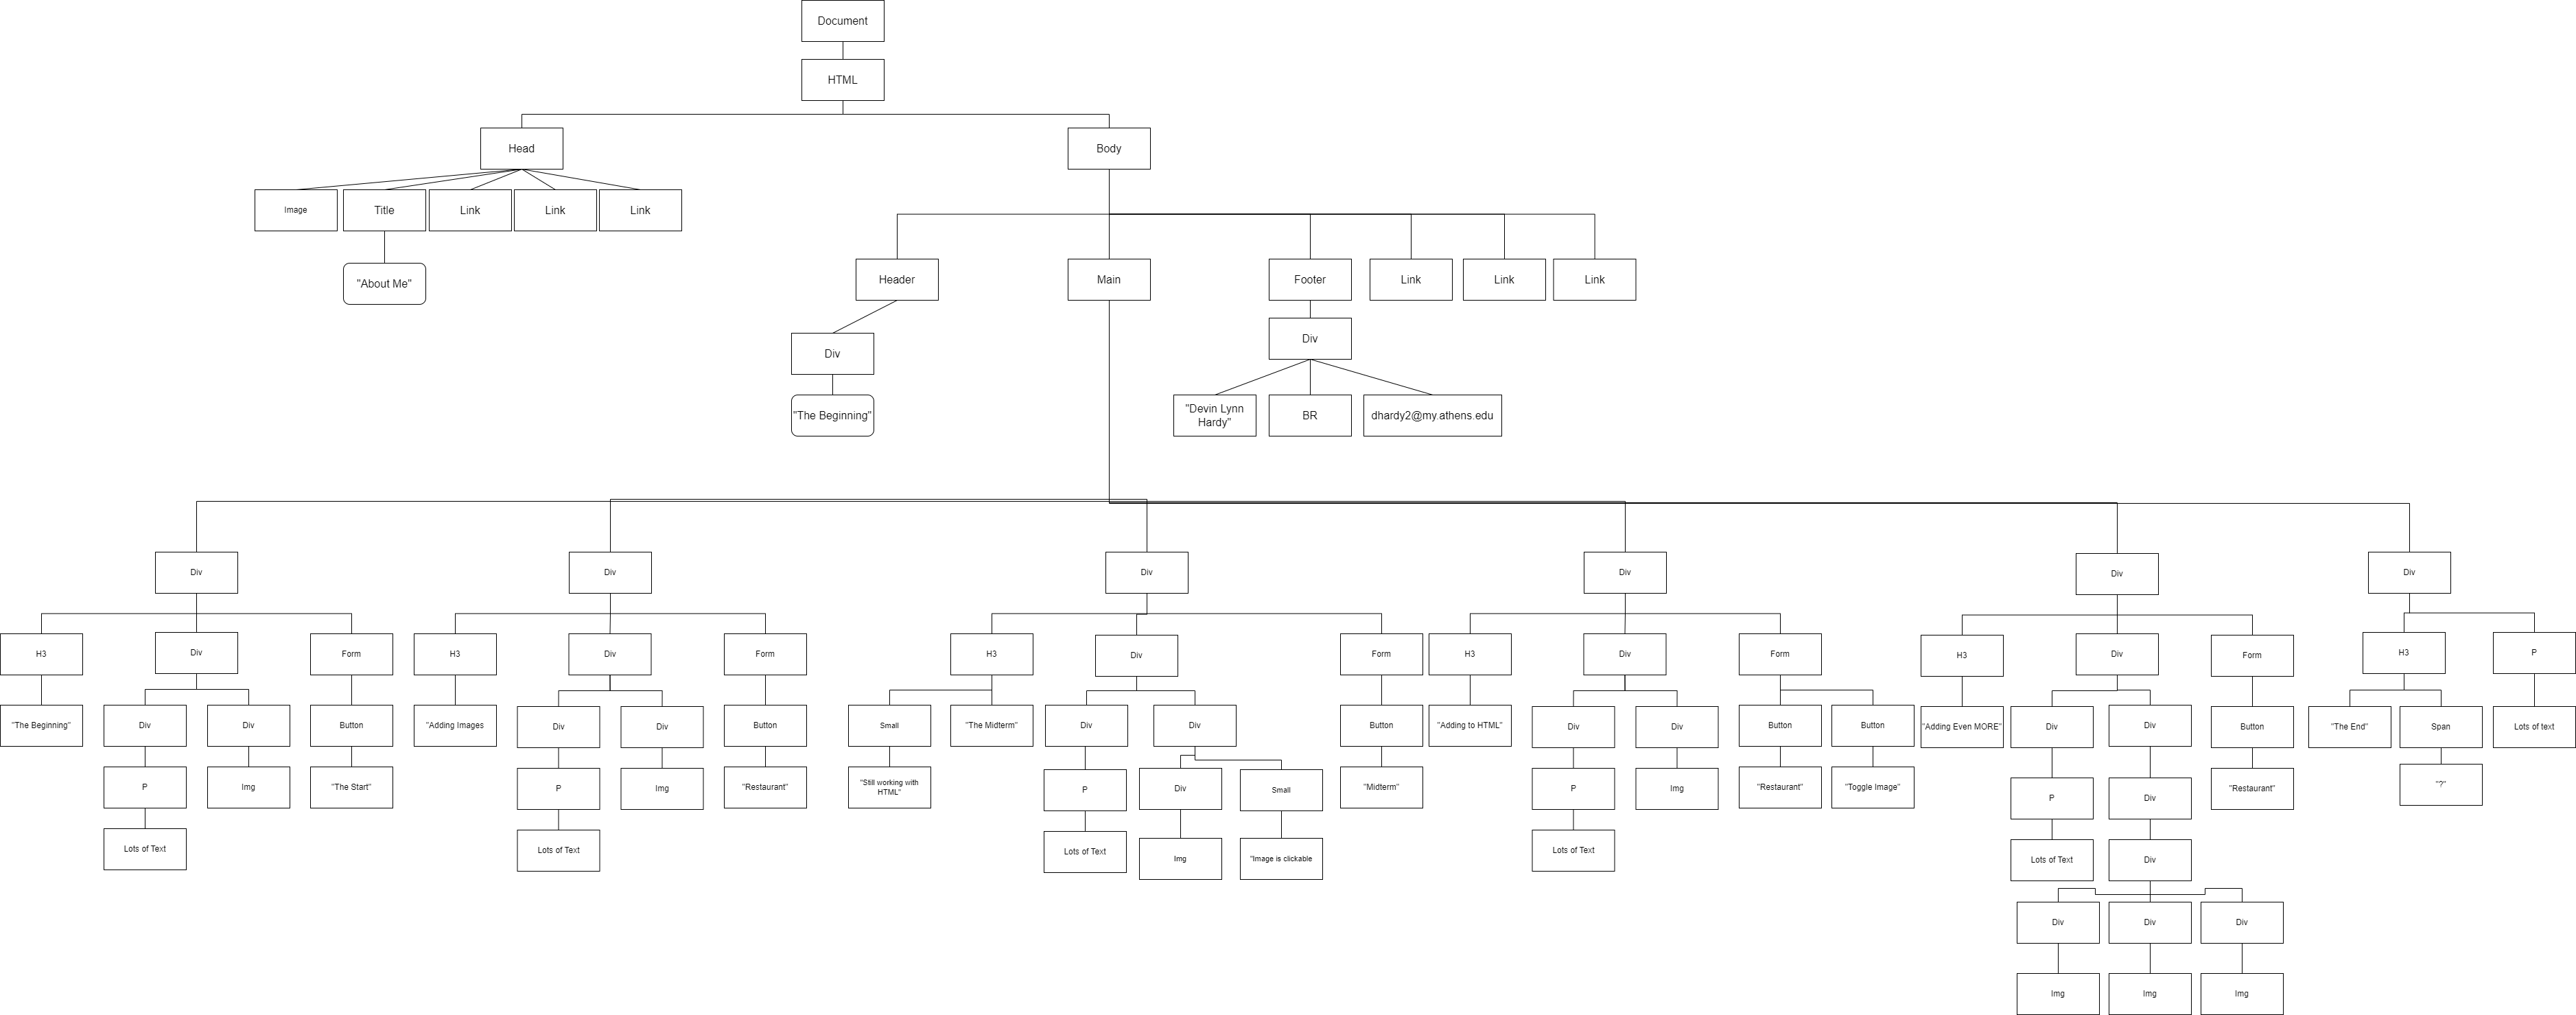 Document
HTML
Head
Body
Image
Title
Link
Link
Link
"About Me"
Header
Main
Footer
Link
Link
Link
Div
Div
"The Beginning"
"Devin Lynn
Hardy"
BR
dhardy2@my.athens.edu
Div
Div
Div
Div
Div
Div
H3
Div
Form
H3
Div
Form
H3
Div
Form
H3
Div
Form
H3
Div
Form
H3
P
"The Beginning"
Div
Div
Button
"Adding Images
Div
Div
Button
Small
"The Midterm"
Div
Div
Button
"Adding to HTML"
Div
Div
Button
Button
"Adding Even MORE"
Div
Div
Button
"The End"
Span
Lots of text
P
Img
"The Start"
P
Img
"Restaurant"
"Still working with
HTML"
P
Div
Small
"Midterm"
P
Img
"Restaurant"
"Toggle Image"
P
Div
"Restaurant"
"?"
Lots of Text
Lots of Text
Lots of Text
Img
"Image is clickable
Lots of Text
Lots of Text
Div
Div
Div
Div
Img
Img
Img